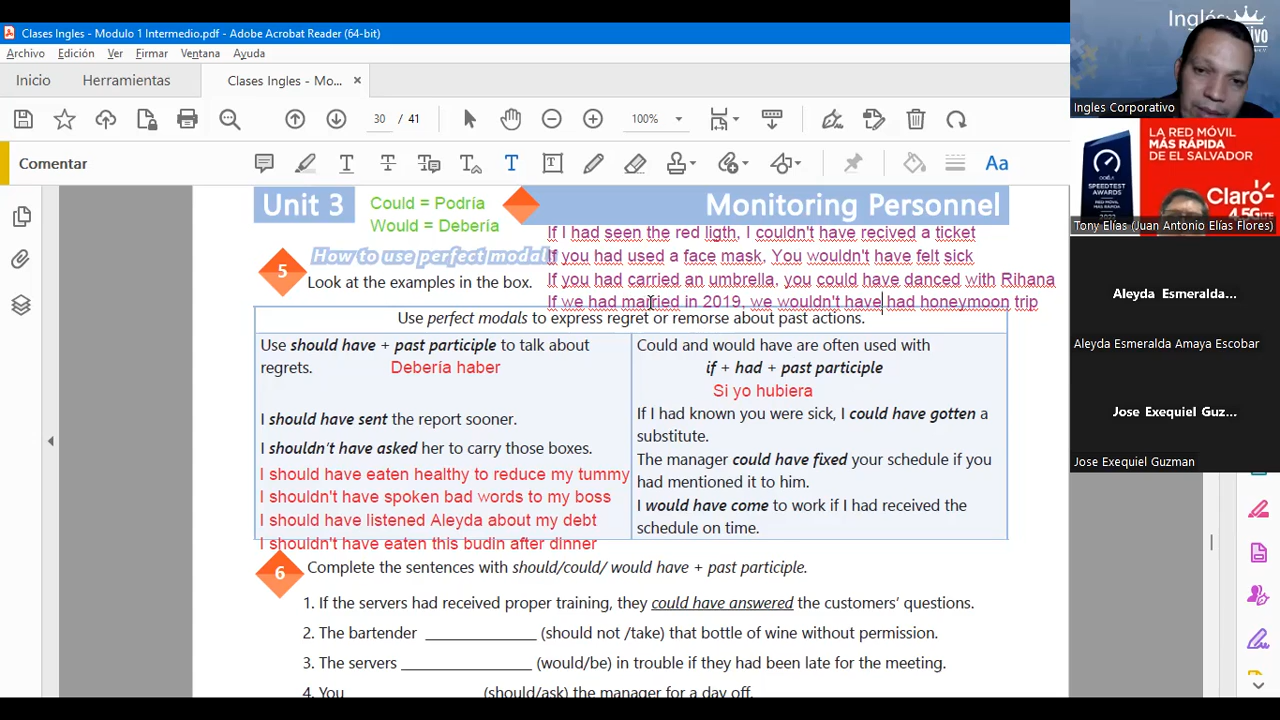 Clases Ingles - Modulo 1 Intermedio.pdf - Adobe Acrobat Reader (64-bit)
Archivo Edición Ver Firmar Ventana Ayuda
Inicio Herramientas Clases Ingles - Mo... ×
30 / 41 100%
Comentar
Aa
Unit 3
Could = Podría
Would = Debería
Monitoring Personnel
If I had seen the red ligth, I couldn't have recived a ticket
If you had used a face mask, You wouldn't have felt sick
If you had carried an umbrella, you could have danced with Rihana
If we had married in 2019, we wouldn't have had honeymoon trip
5
How to use perfect modal
Look at the examples in the box.
Use perfect modals to express regret or remorse about past actions.
Use should have + past participle to talk about
regrets.
Debería haber
I should have sent the report sooner.
I shouldn't have asked her to carry those boxes.
I should have eaten healthy to reduce my tummy
I shouldn't have spoken bad words to my boss
I should have listened Aleyda about my debt
I shouldn't have eaten this budin after dinner
Could and would have are often used with
if + had + past participle
Si yo hubiera
If I had known you were sick, I could have gotten a
substitute.
The manager could have fixed your schedule if you
had mentioned it to him.
I would have come to work if I had received the
schedule on time.
6
Complete the sentences with should/could/ would have + past participle.
1. If the servers had received proper training, they could have answered the customers' questions.
2. The bartender ______________ (should not /take) that bottle of wine without permission.
3. The servers _________________ (would/be) in trouble if they had been late for the meeting.
4. You (should/ask) the manager for a day off.
Inglés
Ingles Corporativo
LA RED MÓVIL
MÁS RÁPIDA
DE EL SALVADOR
SPEEDTEST
AWARDS
Claro
4.5G LTE
Tony Elías (Juan Antonio Elías Flores)
Aleyda Esmeralda...
Aleyda Esmeralda Amaya Escobar
Jose Exequiel Guz...
Jose Exequiel Guzman